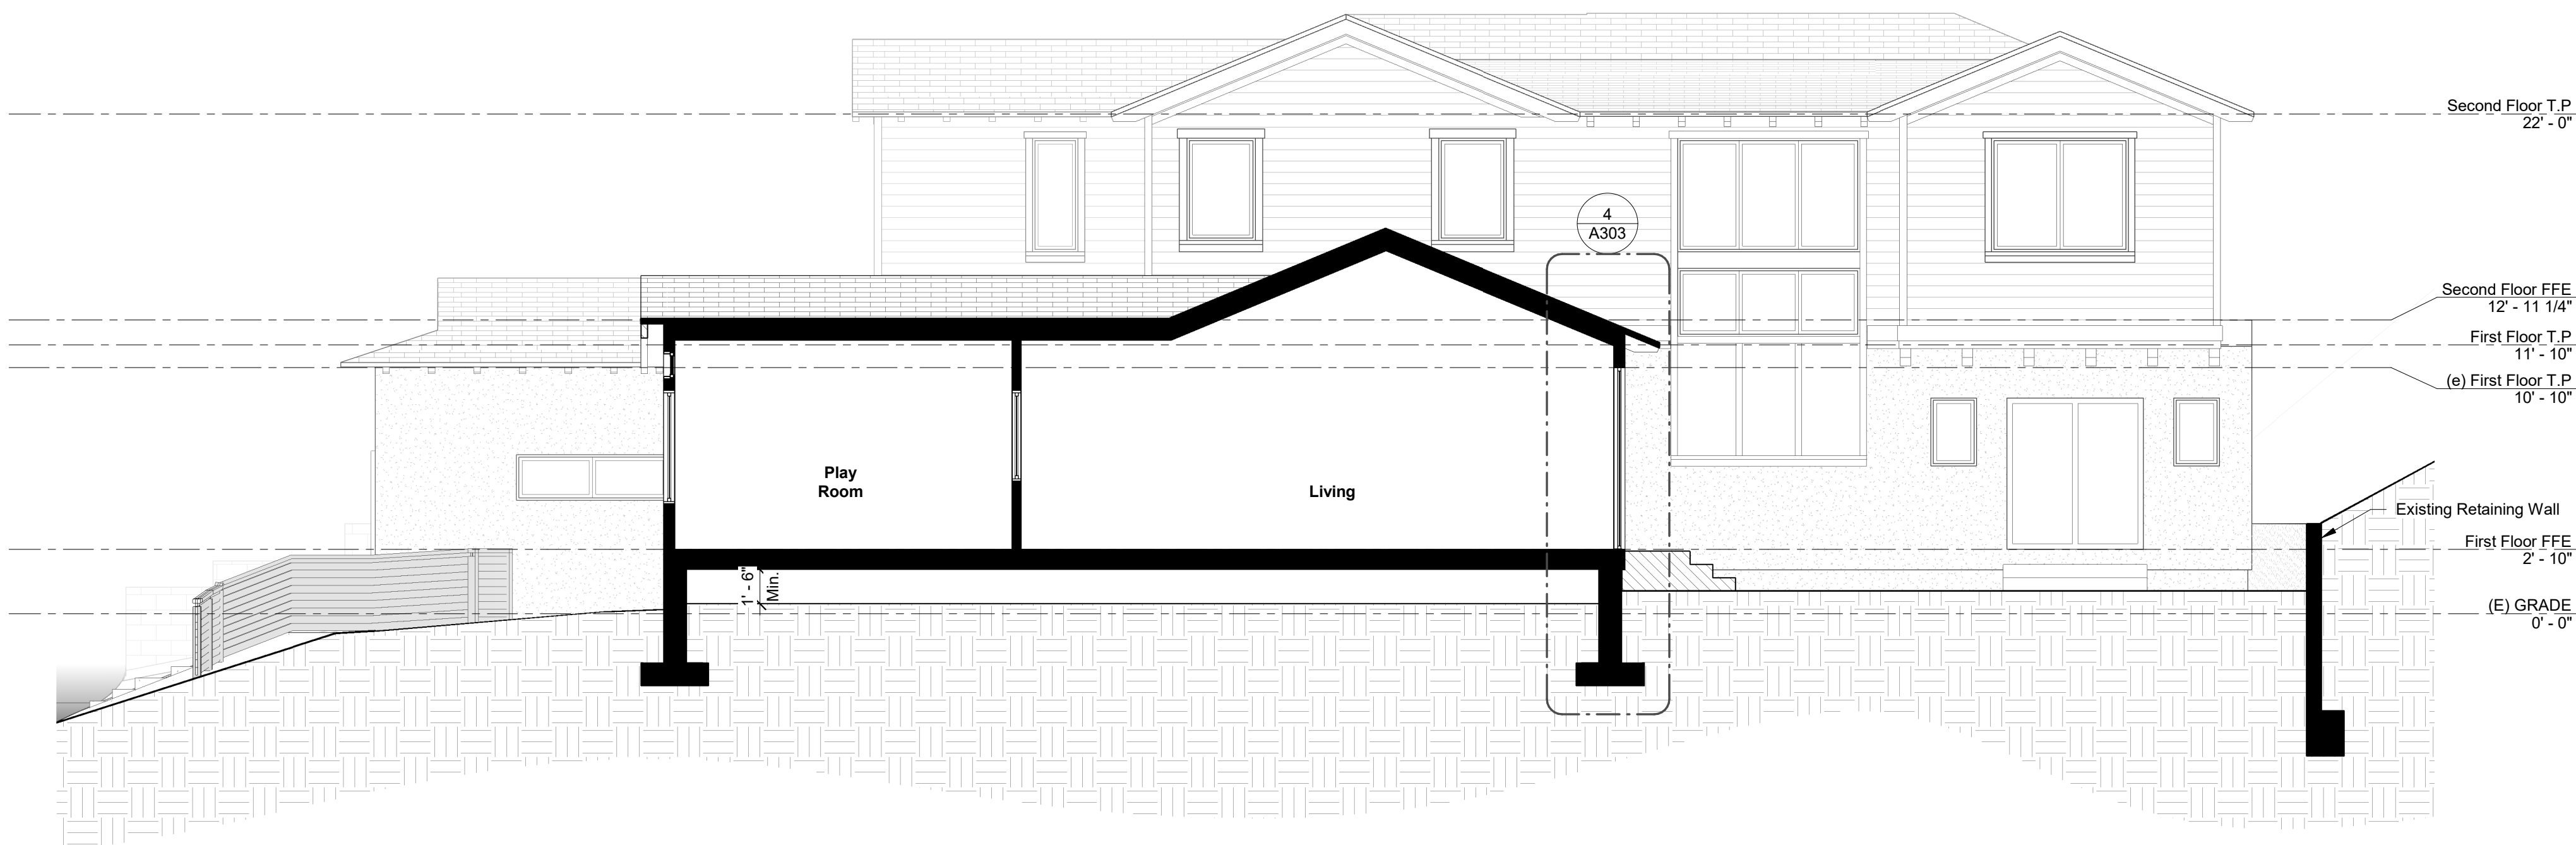 Second Floor T.P
22' - 0"
4
A303
Second Floor FFE
12' - 11 1/4"
First Floor T.P
11' - 10"
(e) First Floor T.P
10' - 10"
Play
Room
Living
Existing Retaining Wall
First Floor FFE
2' - 10"
1' - 6"
Min.
(E) GRADE
0' - 0"